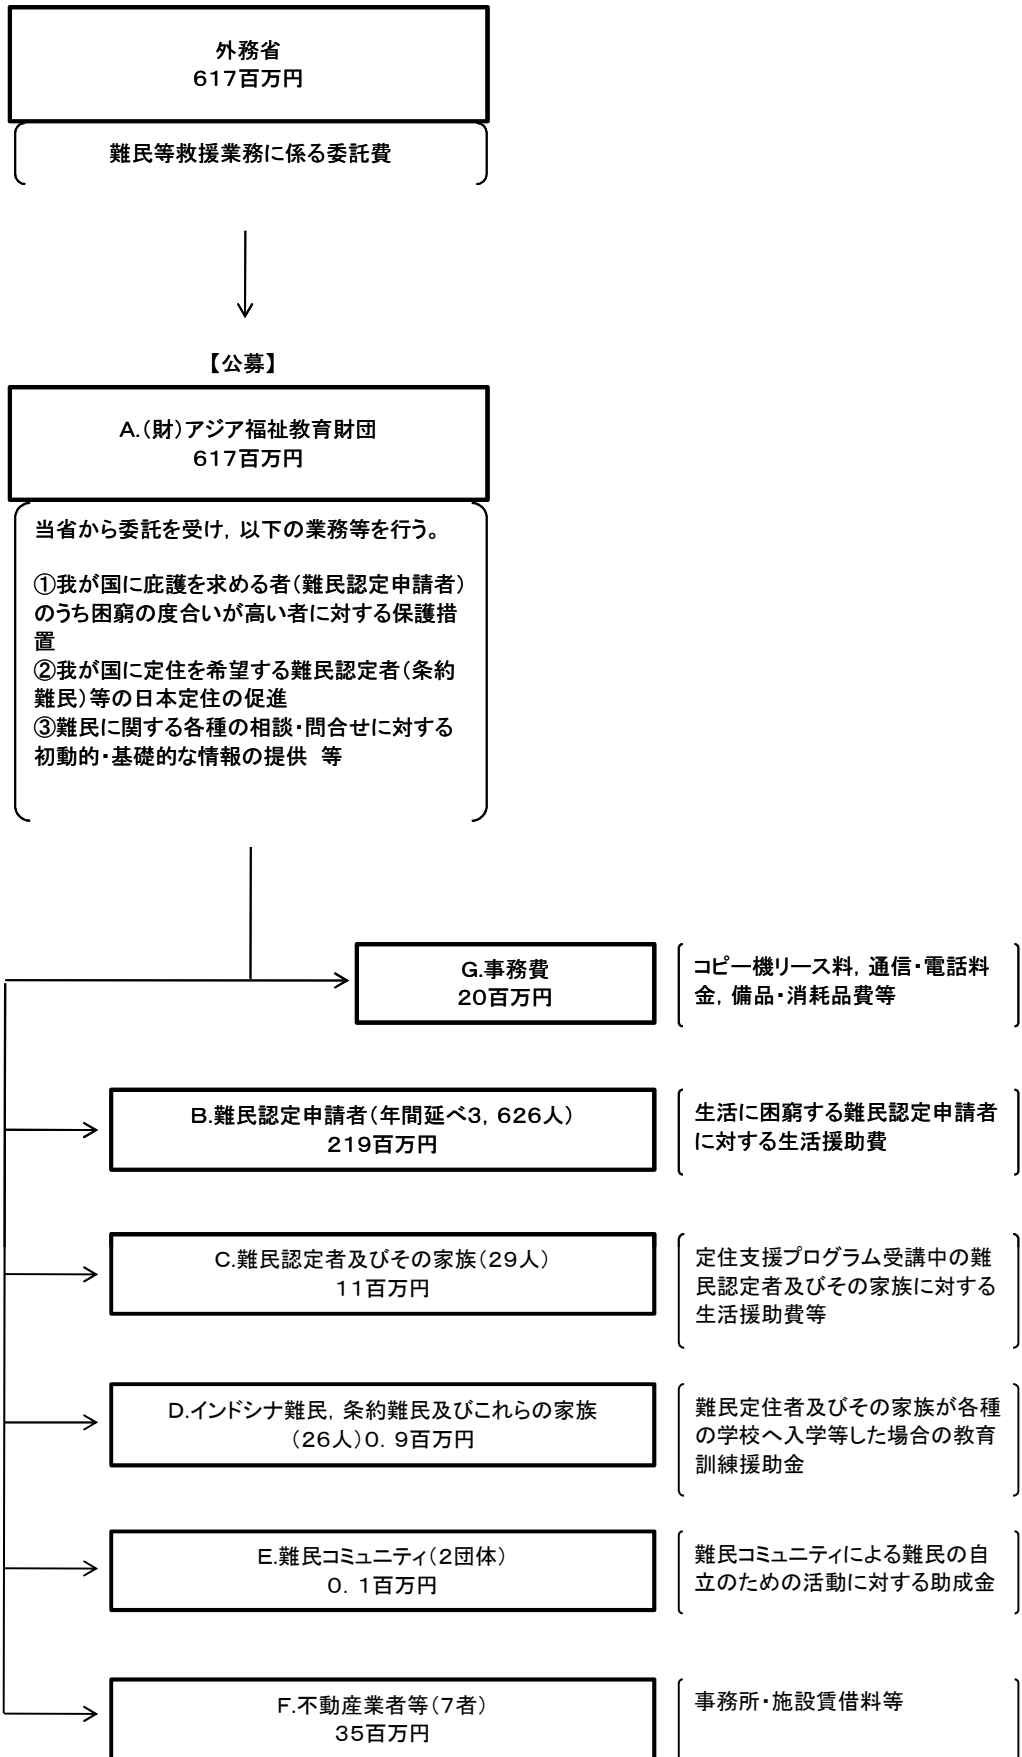 外務省
617百万円
難民等救援業務に係る委託費
【公募】
A.(財)アジア福祉教育財団
617百万円
当省から委託を受け,以下の業務等を行う。
①我が国に庇護を求める者(難民認定申請者)
のうち困窮の度合いが高い者に対する保護措
置
②我が国に定住を希望する難民認定者(条約
難民)等の日本定住の促進
③難民に関する各種の相談・問合せに対する
初動的・基礎的な情報の提供 等
G.事務費
20百万円
コピー機リース料,通信・電話料
金,備品・消耗品費等
B.難民認定申請者(年間延べ3,626人)
219百万円
生活に困窮する難民認定申請者
に対する生活援助費
C.難民認定者及びその家族(29人)
11百万円
定住支援プログラム受講中の難
民認定者及びその家族に対する
生活援助費等
D.インドシナ難民,条約難民及びこれらの家族
(26人)0.9百万円
難民定住者及びその家族が各種
の学校へ入学等した場合の教育
訓練援助金
E.難民コミュニティ(2団体)
0.1百万円
難民コミュニティによる難民の自
立のための活動に対する助成金
F.不動産業者等(7者)
35百万円
事務所・施設賃借料等